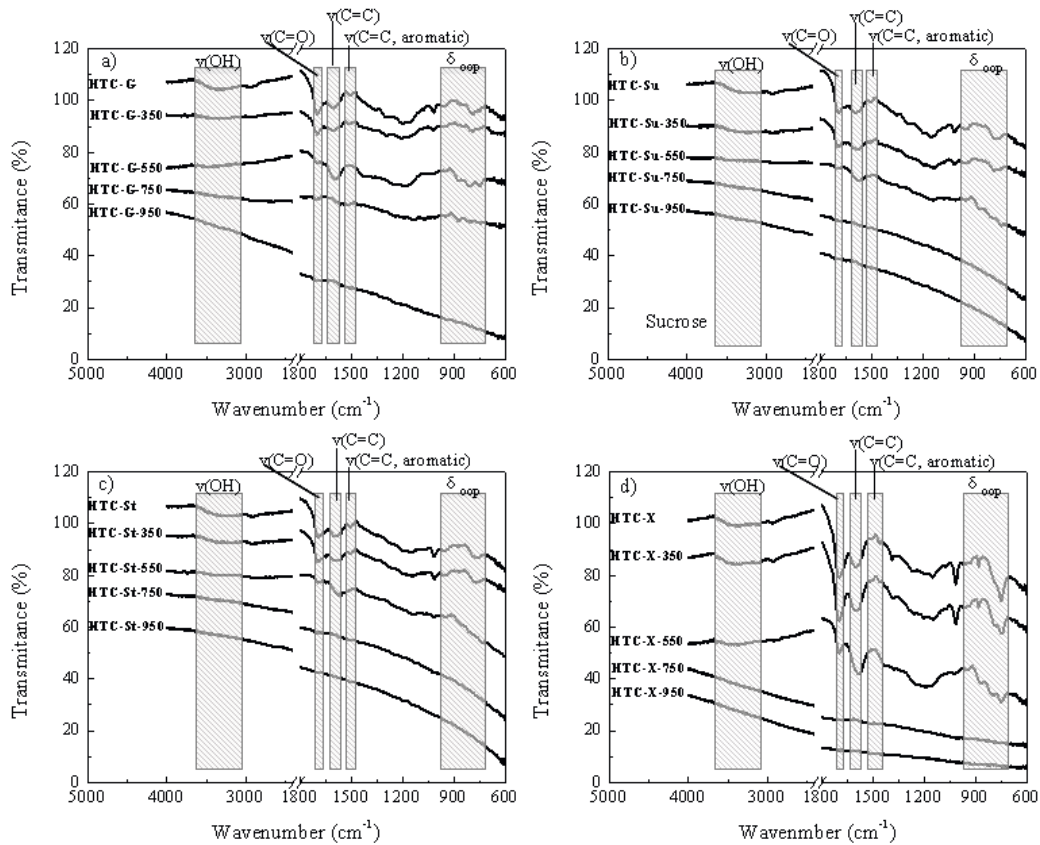 ν(C=C)
ν(C=O)
ν(C=C, aromatic)
120
a)
ν(OH)
δ oop
HTC-G
100
HTC-G-350
80
HTC-G-550
HTC-G-750
60
HTC-G-950
40
20
0
5000 4000 3000 1800 1500 1200 900 600
Transmitance (%)
Wavenumber (cm-1)
ν(C=C)
ν(C=O)
ν(C=C, aromatic)
120
b)
ν(OH)
δ oop
HTC-Su
100
HTC-Su-350
80
HTC-Su-550
HTC-Su-750
60
HTC-Su-950
40
20
Sucrose
0
5000 4000 3000 1800 1500 1200 900 600
Transmitance (%)
Wavenumber (cm-1)
ν(C=C)
ν(C=O)
ν(C=C, aromatic)
120
c)
ν(OH)
δ oop
HTC-St
100
HTC-St-350
80
HTC-St-550
HTC-St-750
60
HTC-St-950
40
20
0
5000 4000 3000 1800 1500 1200 900 600
Transmitance (%)
Wavenumber (cm-1)
ν(C=C)
ν(C=O)
ν(C=C, aromatic)
120
d)
ν(OH)
δ oop
HTC-X
100
HTC-X-350
80
60
HTC-X-550
HTC-X-750
40
HTC-X-950
20
0
5000 4000 3000 1800 1500 1200 900 600
Transmitance (%)
Wavenmber (cm-1)